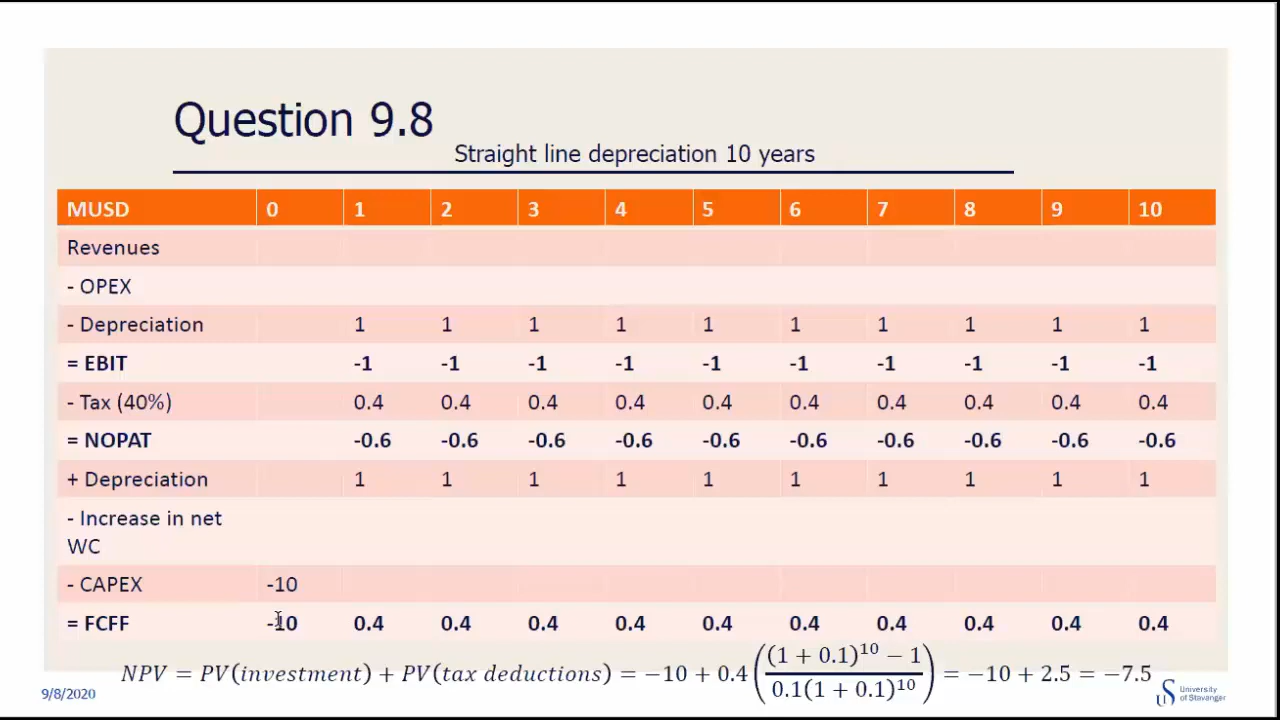 Question 9.8
Straight line depreciation 10 years
MUSD 0 1 2 3 4 5 6 7 8 9 10
Revenues
- OPEX
- Depreciation 1 1 1 1 1 1 1 1 1 1
= EBIT -1 -1 -1 -1 -1 -1 -1 -1 -1 -1
- Tax (40%) 0.4 0.4 0.4 0.4 0.4 0.4 0.4 0.4 0.4 0.4
= NOPAT -0.6 -0.6 -0.6 -0.6 -0.6 -0.6 -0.6 -0.6 -0.6 -0.6
+ Depreciation 1 1 1 1 1 1 1 1 1 1
- Increase in net
WC
- CAPEX -10
= FCFF -10 0.4 0.4 0.4 0.4 0.4 0.4 0.4 0.4 0.4 0.4
NPV = PV(investment) + PV(tax deductions) = −10 + 0.4 ( (1 + 0.1)^10 − 1 / 0.1(1 + 0.1)^10 ) = −10 + 2.5 = −7.5
9/8/2020
University
of Stavanger